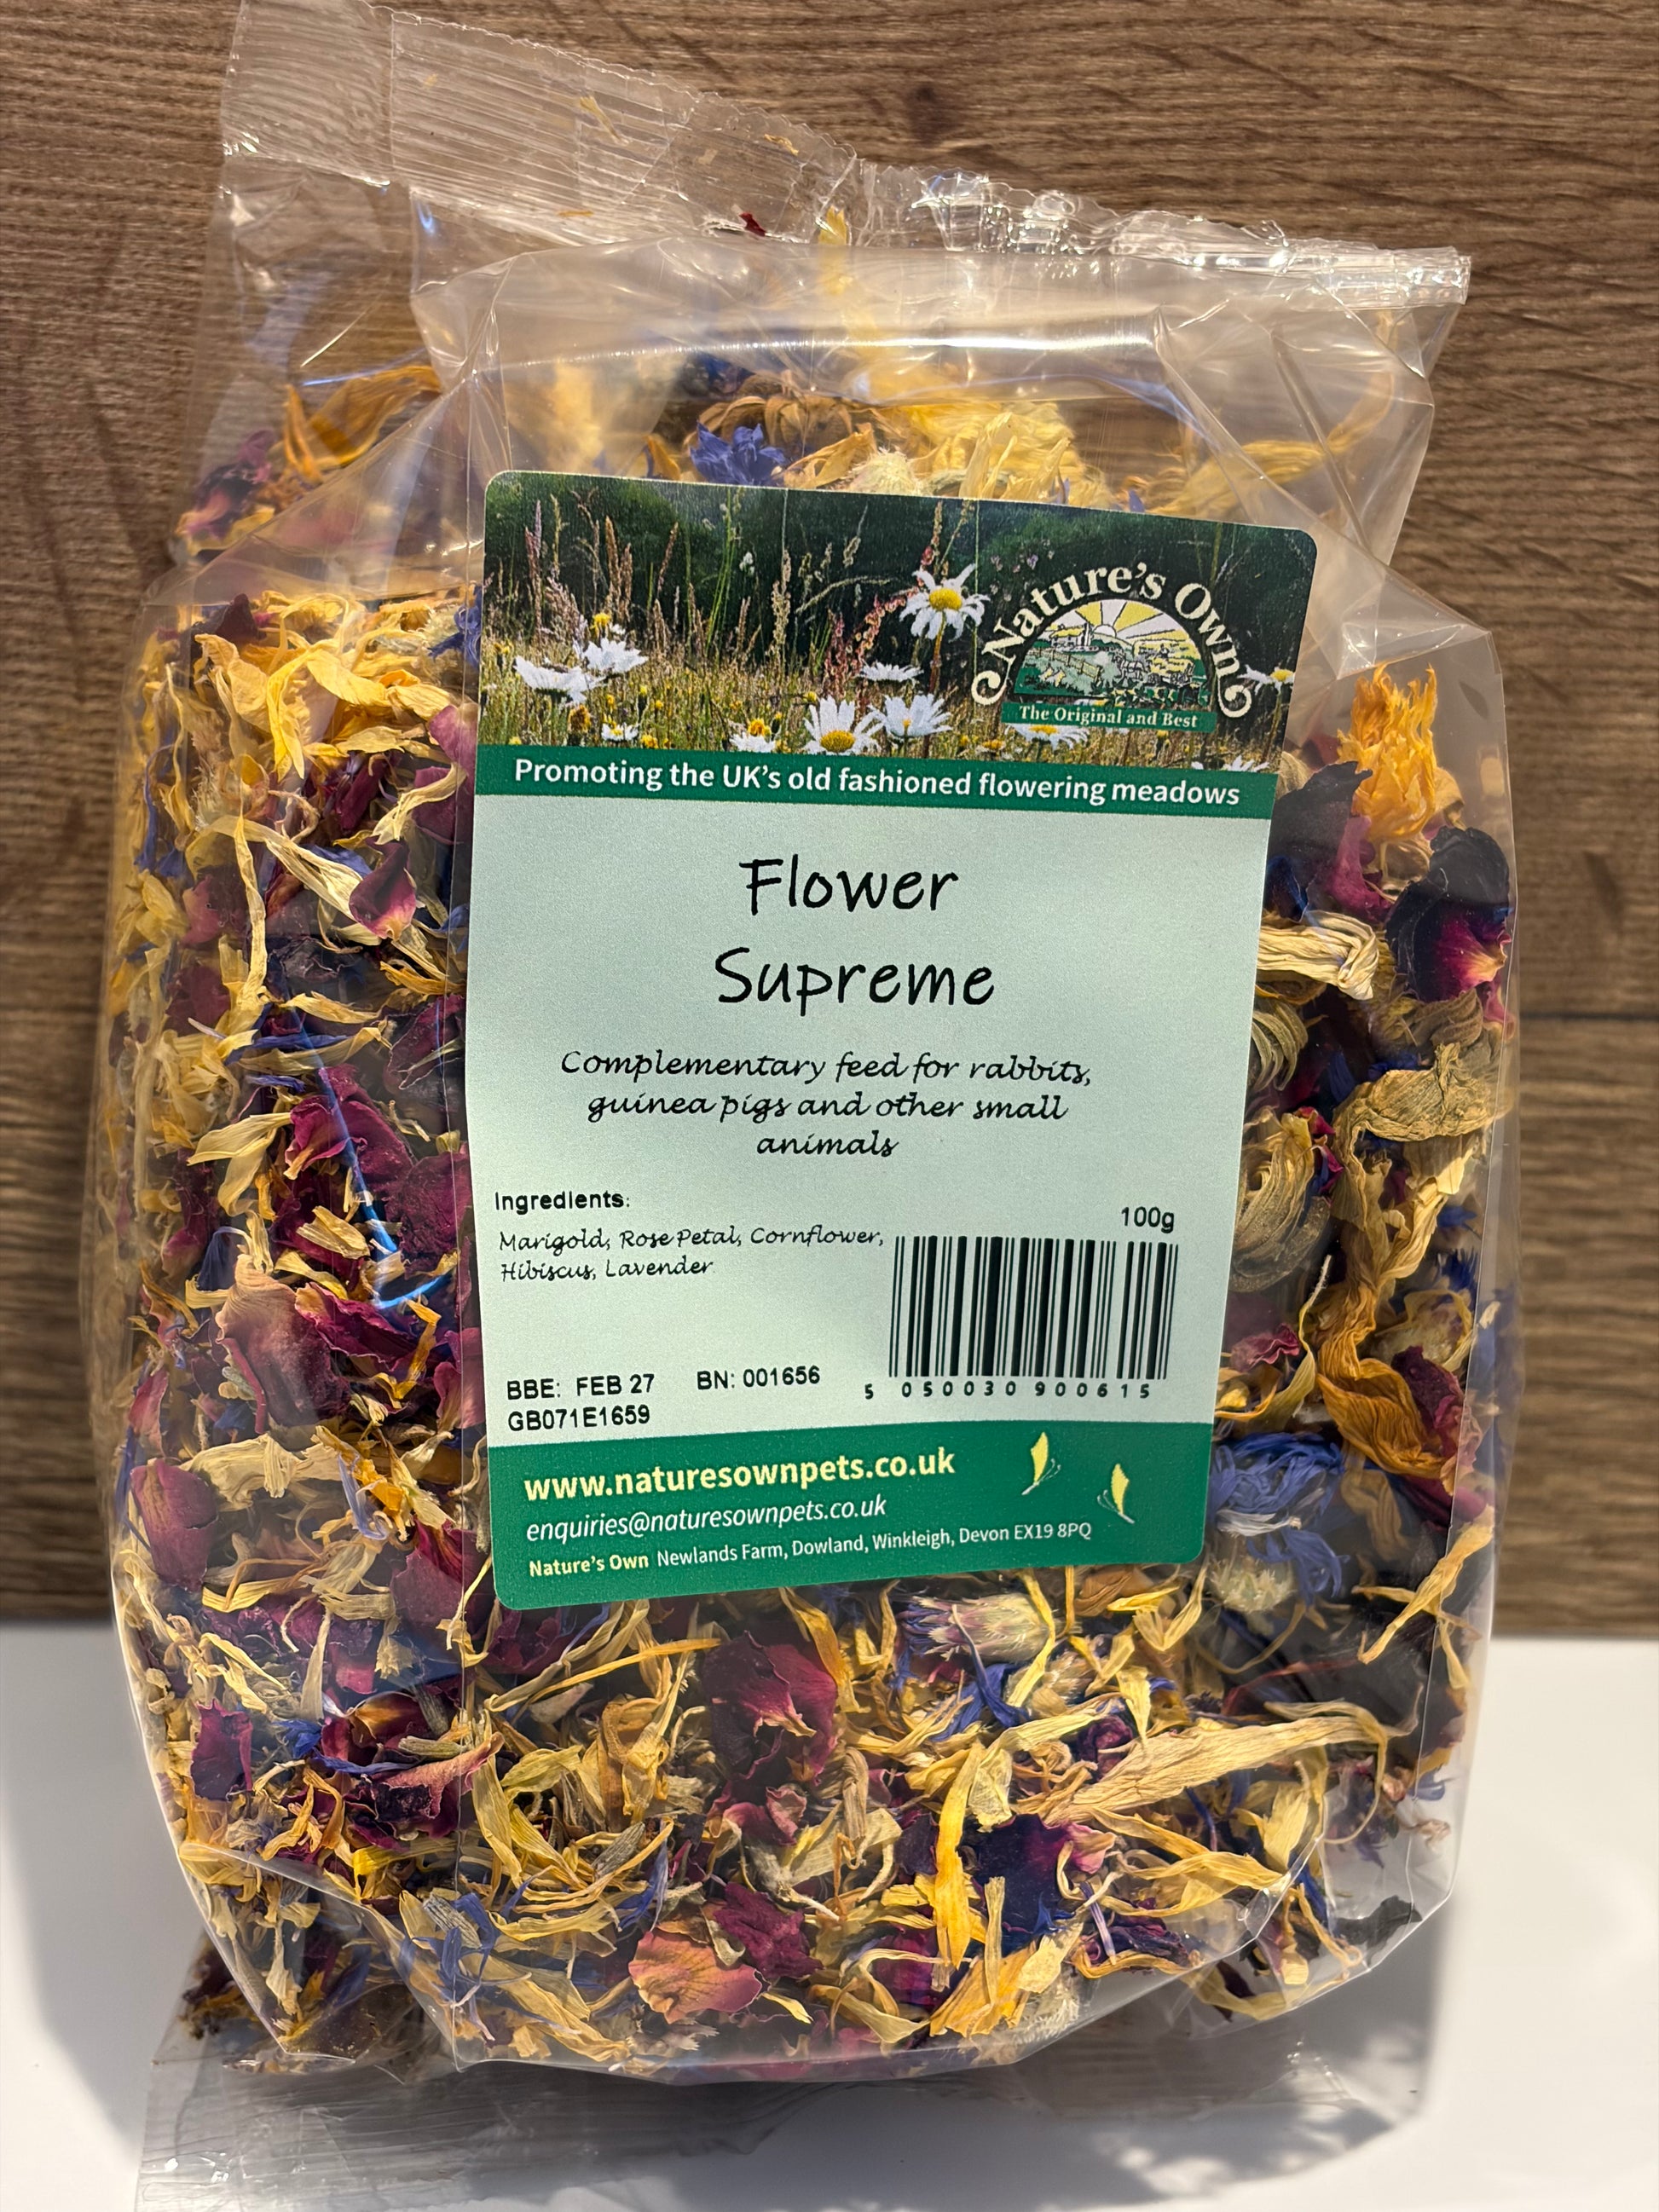 Nature's Own
The Original and Best
Promoting the UK's old fashioned flowering meadows
Flower
Supreme
Complementary feed for rabbits,
guinea pigs and other small
animals
Ingredients:
Marigold, Rose Petal, Cornflower,
Hibiscus, Lavender
100g
5 050030 900615
BBE: FEB 27 BN: 001656
GB071E1659
www.naturesownpets.co.uk
enquiries@naturesownpets.co.uk
Nature's Own Newlands Farm, Dowland, Winkleigh, Devon EX19 8PQ